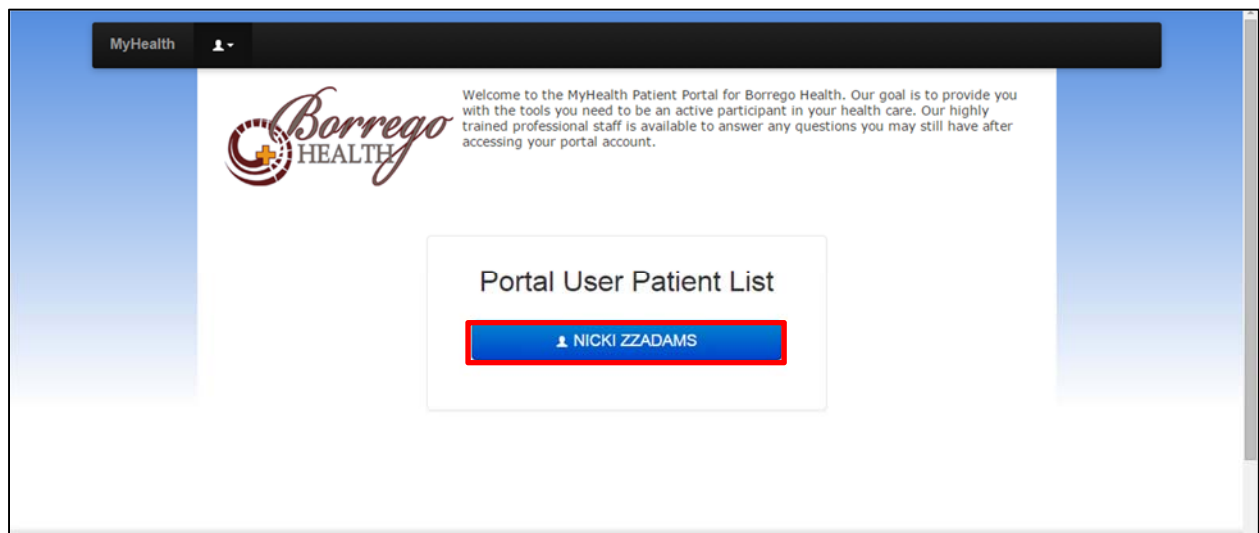 MyHealth
Borrego
HEALTH
Welcome to the MyHealth Patient Portal for Borrego Health. Our goal is to provide you
with the tools you need to be an active participant in your health care. Our highly
trained professional staff is available to answer any questions you may still have after
accessing your portal account.
Portal User Patient List
NICKI ZZADAMS